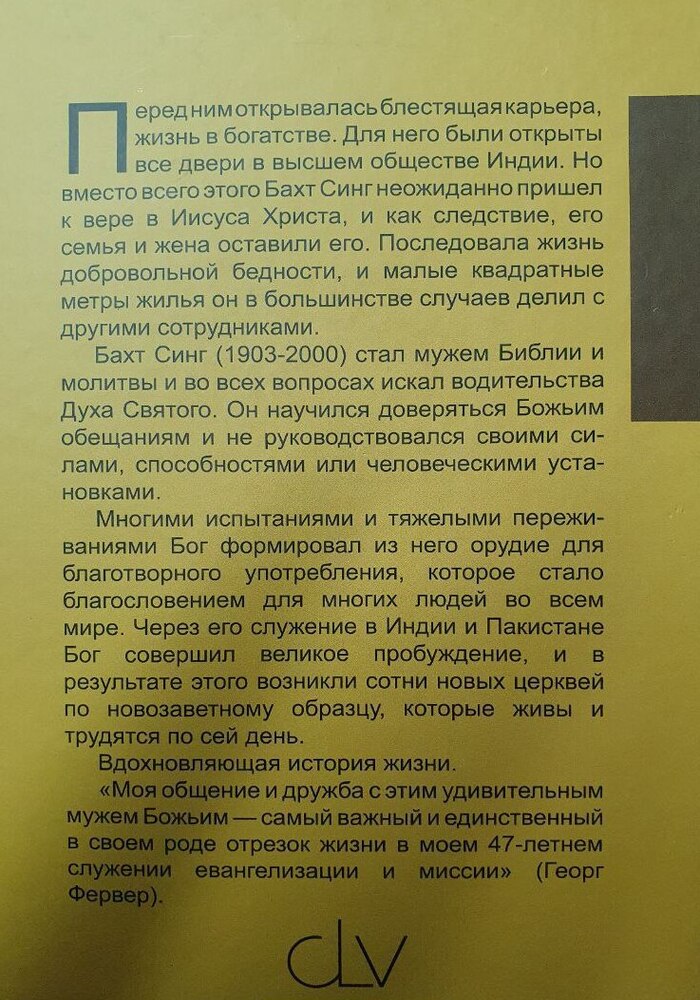 Перед ним открывалась блестящая карьера,
жизнь в богатстве. Для него были открыты
все двери в высшем обществе Индии. Но
вместо всего этого Бахт Синг неожиданно пришел
к вере в Иисуса Христа, и как следствие, его
семья и жена оставили его. Последовала жизнь
добровольной бедности, и малые квадратные
метры жилья он в большинстве случаев делил с
другими сотрудниками.
Бахт Синг (1903-2000) стал мужем Библии и
молитвы и во всех вопросах искал водительства
Духа Святого. Он научился доверяться Божьим
обещаниям и не руководствовался своими си-
лами, способностями или человеческими уста-
новками.
Многими испытаниями и тяжелыми пережи-
ваниями Бог формировал из него орудие для
благотворного употребления, которое стало
благословением для многих людей во всем
мире. Через его служение в Индии и Пакистане
Бог совершил великое пробуждение, и в
результате этого возникли сотни новых церквей
по новозаветному образцу, которые живы и
трудятся по сей день.
Вдохновляющая история жизни.
«Моя общение и дружба с этим удивительным
мужем Божьим — самый важный и единственный
в своем роде отрезок жизни в моем 47-летнем
служении евангелизации и миссии» (Георг
Фервер).
cLv